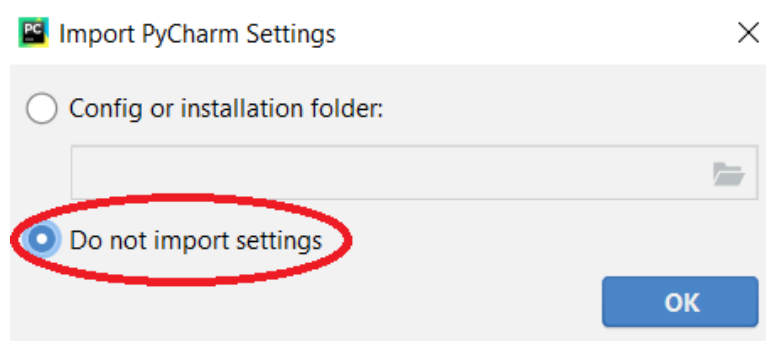 PC
Import PyCharm Settings
Config or installation folder:
Do not import settings
OK